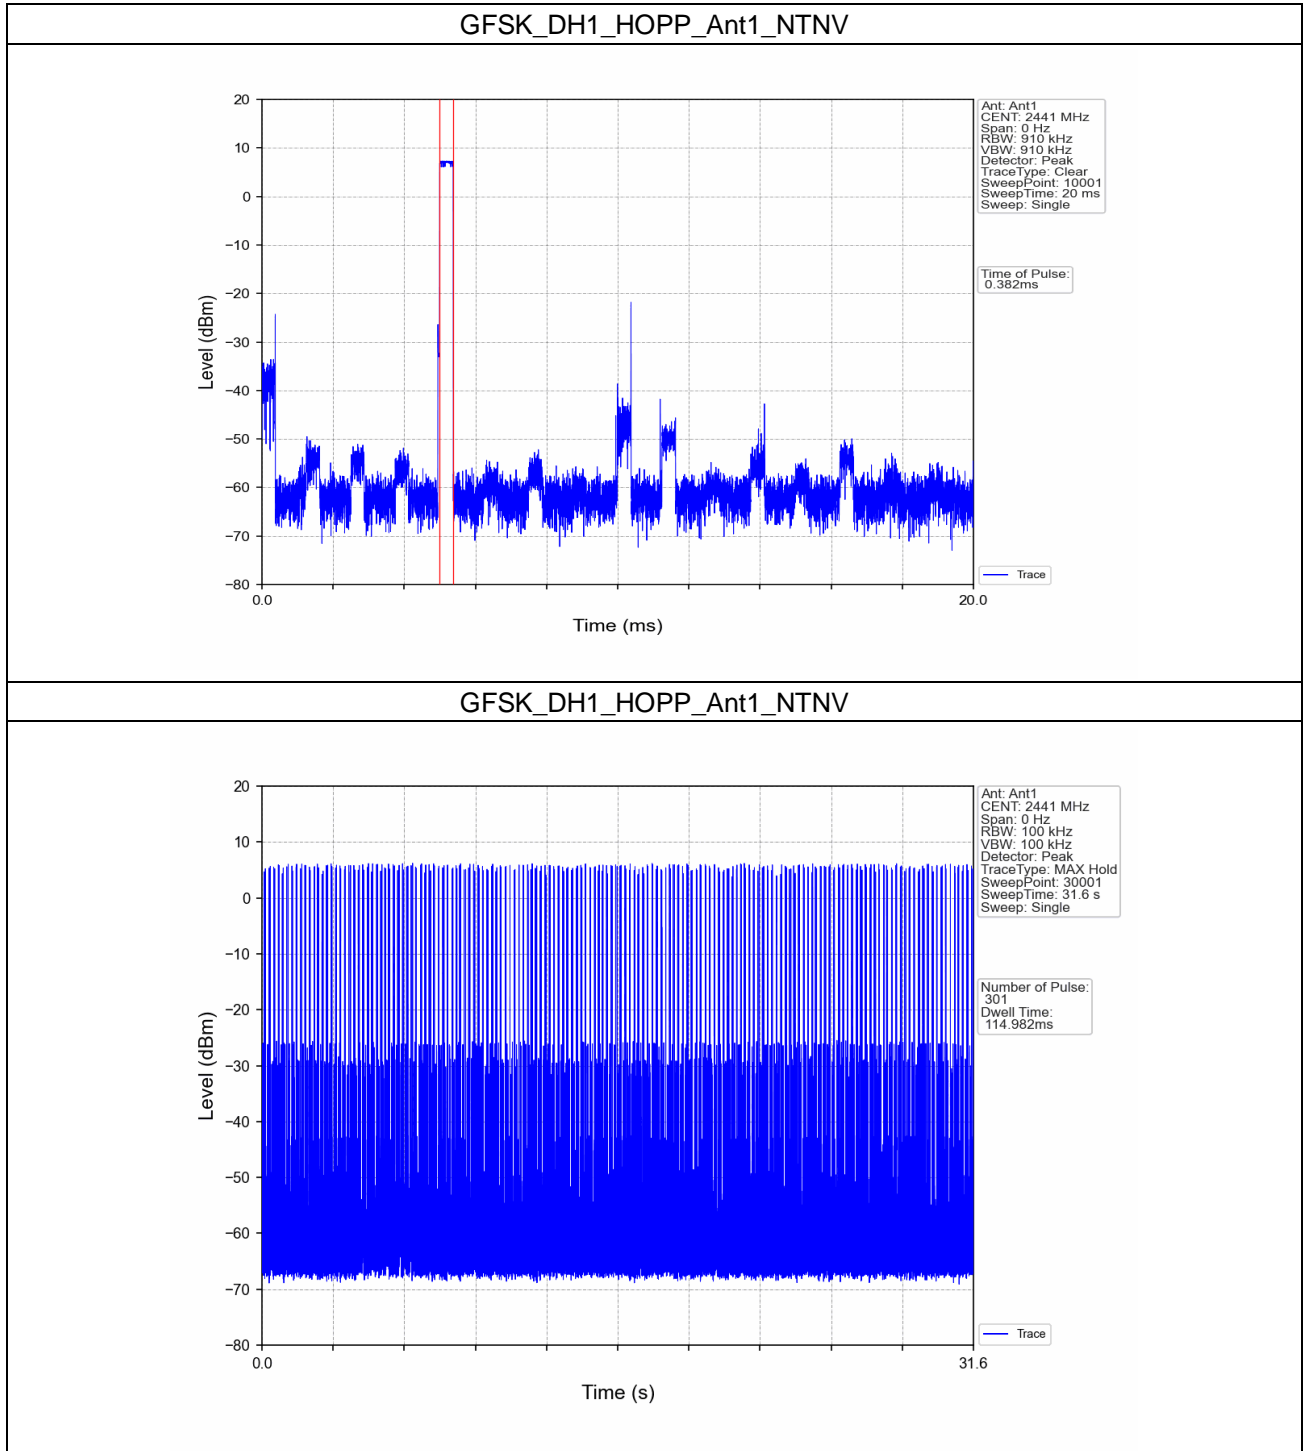 GFSK_DH1_HOPP_Ant1_NTNV
20
10
0
−10
−20
−30
−40
−50
−60
−70
−80
Level (dBm)
0.0
20.0
Time (ms)
Ant: Ant1
CENT: 2441 MHz
Span: 0 Hz
RBW: 910 kHz
VBW: 910 kHz
Detector: Peak
TraceType: Clear
SweepPoint: 10001
SweepTime: 20 ms
Sweep: Single
Time of Pulse:
0.382ms
Trace
GFSK_DH1_HOPP_Ant1_NTNV
20
10
0
−10
−20
−30
−40
−50
−60
−70
−80
Level (dBm)
0.0
31.6
Time (s)
Ant: Ant1
CENT: 2441 MHz
Span: 0 Hz
RBW: 100 kHz
VBW: 100 kHz
Detector: Peak
TraceType: MAX Hold
SweepPoint: 30001
SweepTime: 31.6 s
Sweep: Single
Number of Pulse:
301
Dwell Time:
114.982ms
Trace